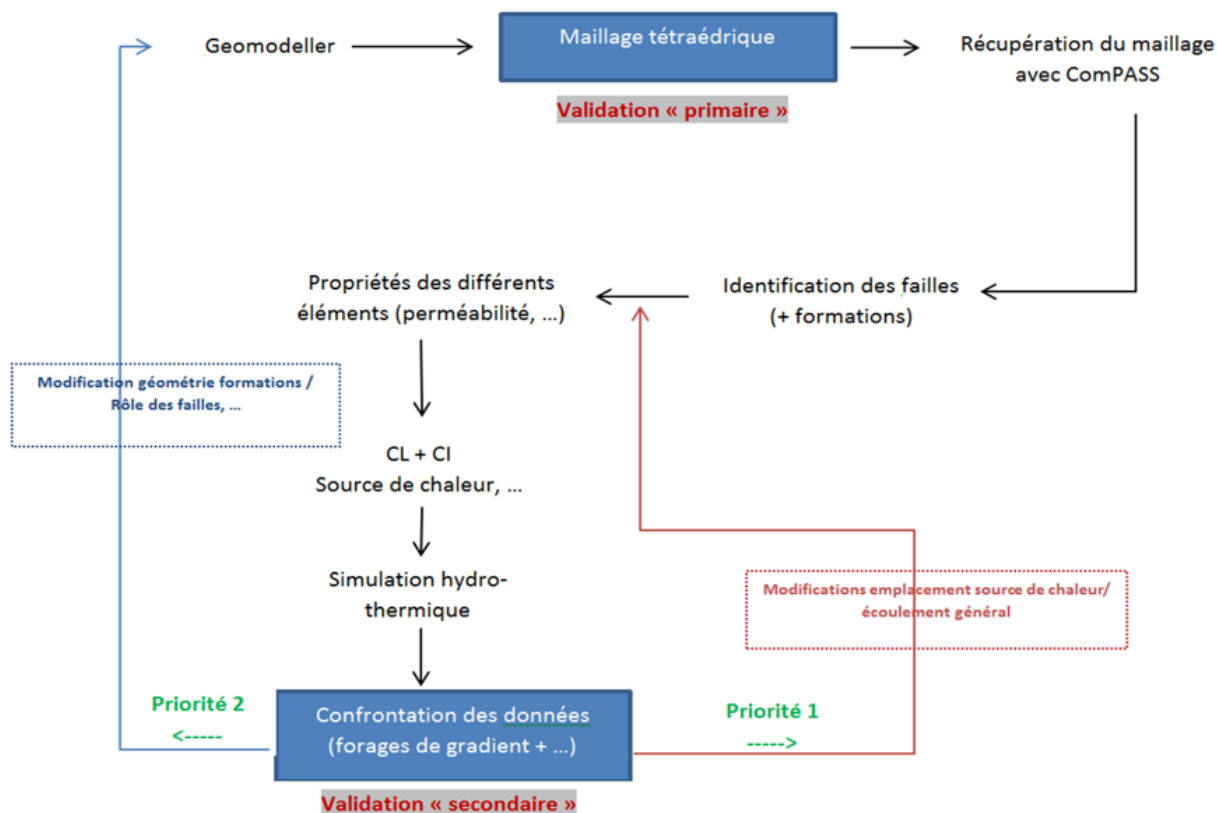 Geomodeller
Maillage tétraédrique
Récupération du maillage
avec ComPASS
Validation « primaire »
Propriétés des différents
éléments (perméabilité, ...)
Identification des failles
(+ formations)
Modification géométrie formations /
Rôle des failles, ...
CL + CI
Source de chaleur, ...
Simulation hydro-
thermique
Modifications emplacement source de chaleur/
écoulement général
Priorité 2
<-----
Confrontation des données
(forages de gradient + ...)
Priorité 1
----->
Validation « secondaire »